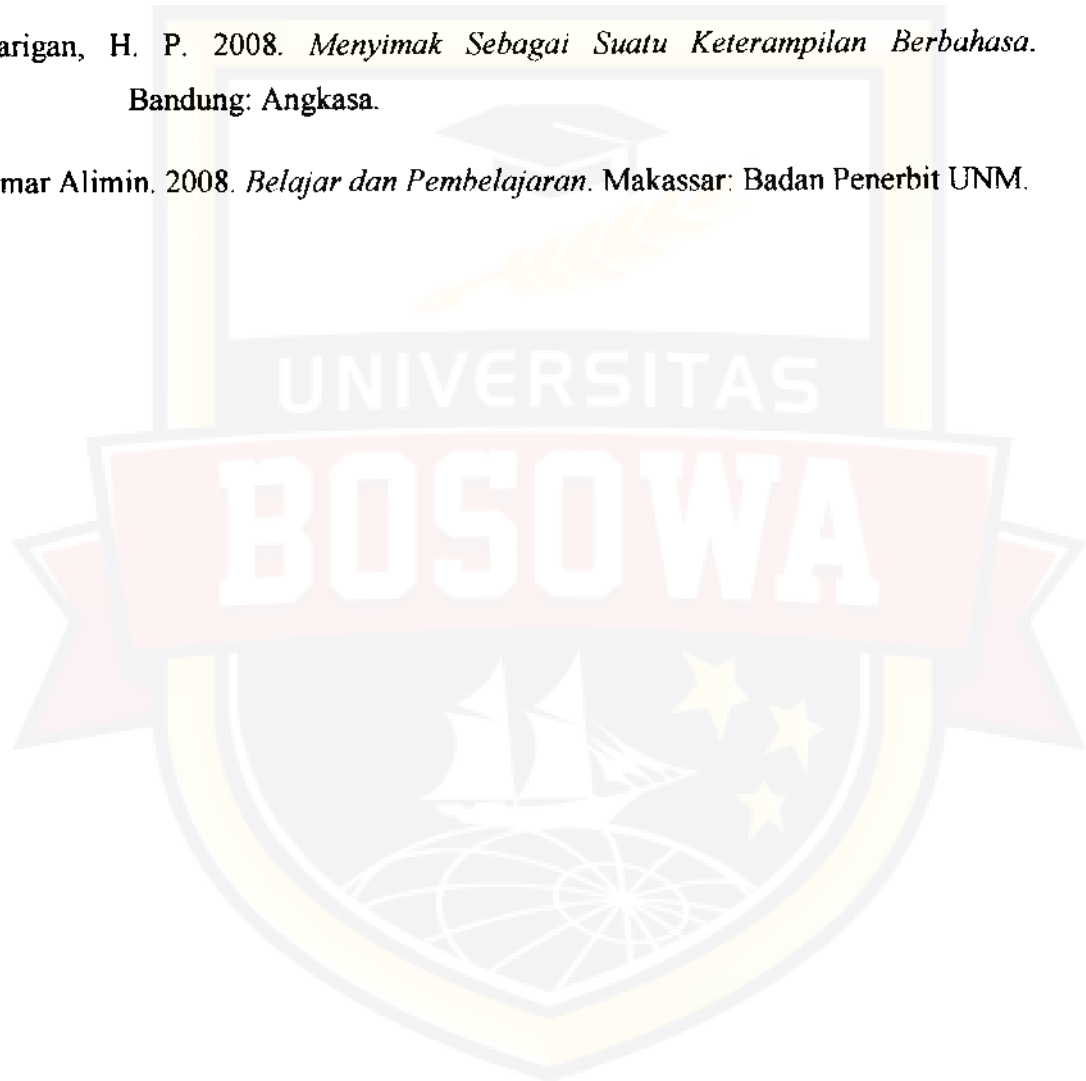 arigan, H. P. 2008. Menyimak Sebagai Suatu Keterampilan Berbahasa.
Bandung: Angkasa.
mar Alimin. 2008. Belajar dan Pembelajaran. Makassar: Badan Penerbit UNM.
UNIVERSITAS
BOSOWA